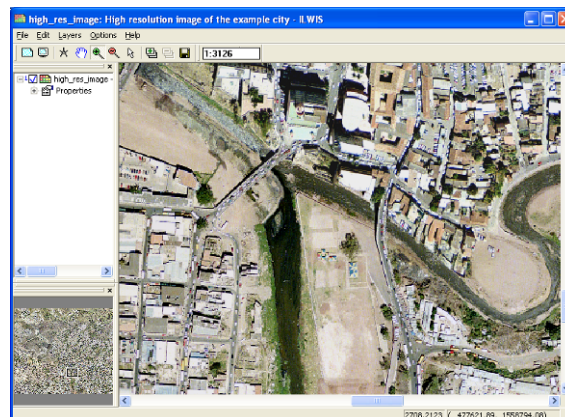 high_res_image: High resolution image of the example city - ILWIS
File Edit Layers Options Help
1:3126
high_res_image -
Properties
2708,2123 ( 477621.89, 1558794.08)